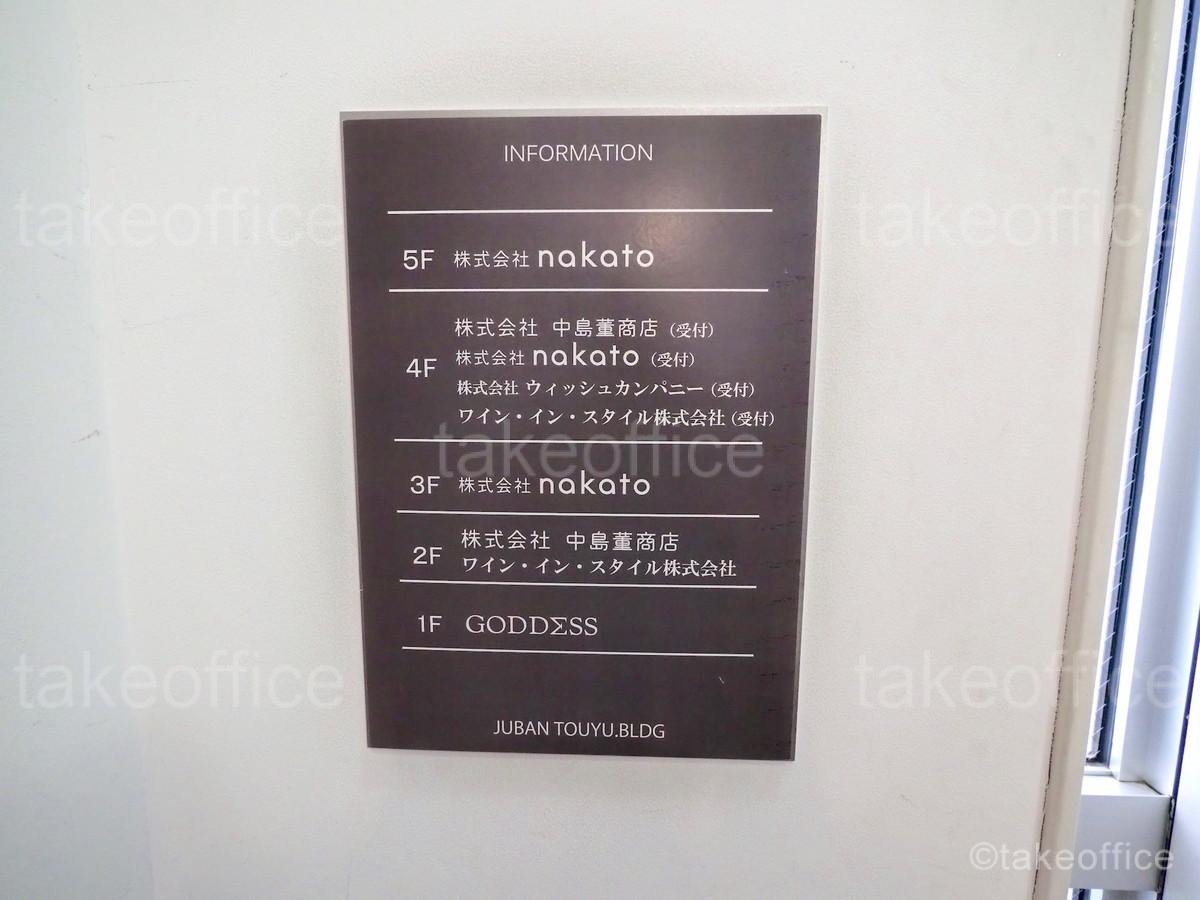 INFORMATION
5F 株式会社 nakato
株式会社 中島董商店 (受付)
4F 株式会社 nakato (受付)
株式会社 ウィッシュカンパニー (受付)
ワイン・イン・スタイル株式会社 (受付)
3F 株式会社 nakato
2F 株式会社 中島董商店
ワイン・イン・スタイル株式会社
1F GODDΣSS
JUBAN TOUYU.BLDG
takeoffice
takeoffice
takeoffice
takeoffice
takeoffice
©takeoffice